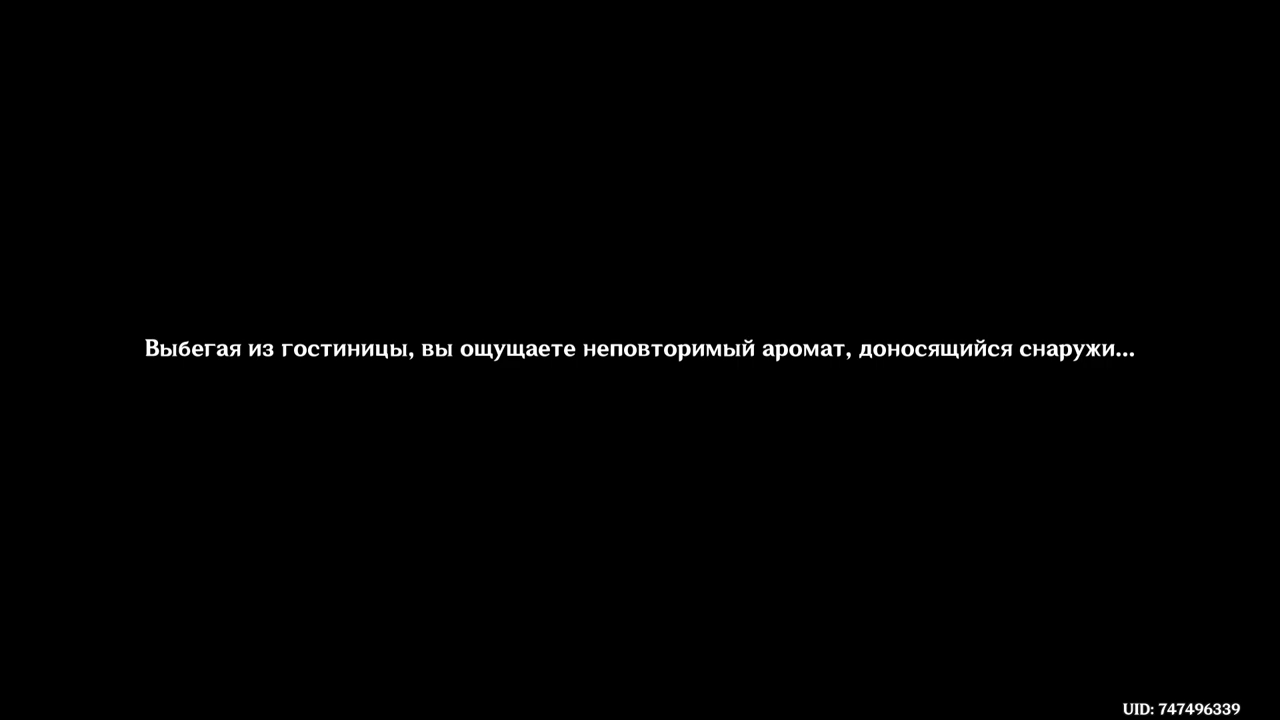 Выбегая из гостиницы, вы ощущаете неповторимый аромат, доносящийся снаружи...
UID: 747496339